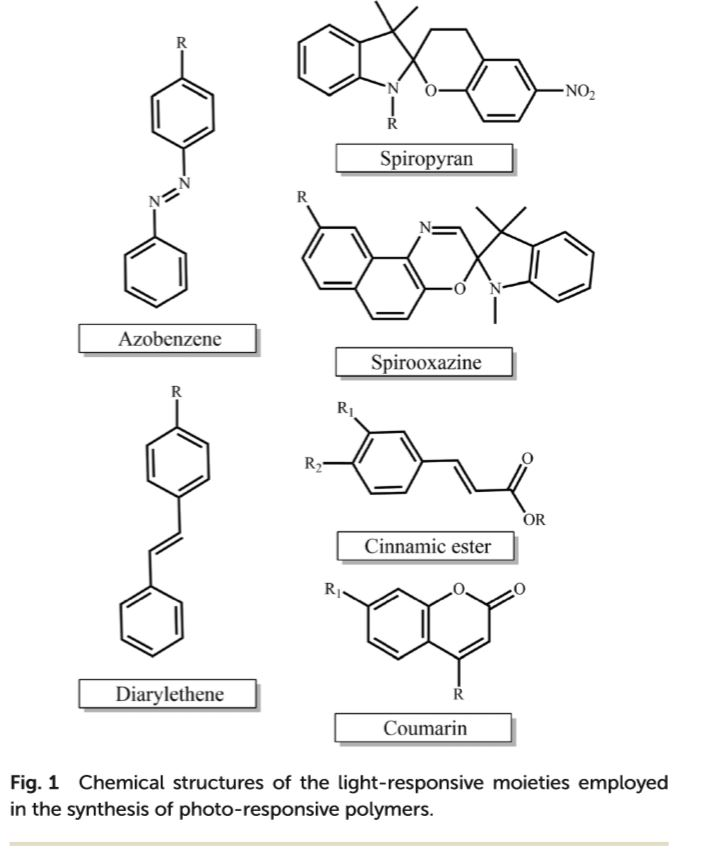 R
N
N
Azobenzene
N
O
NO₂
R
Spiropyran
R
N
O
N
Spirooxazine
R
Diarylethene
R₁
R₂
O
OR
Cinnamic ester
R₁
O
O
R
Coumarin
Fig. 1 Chemical structures of the light-responsive moieties employed
in the synthesis of photo-responsive polymers.